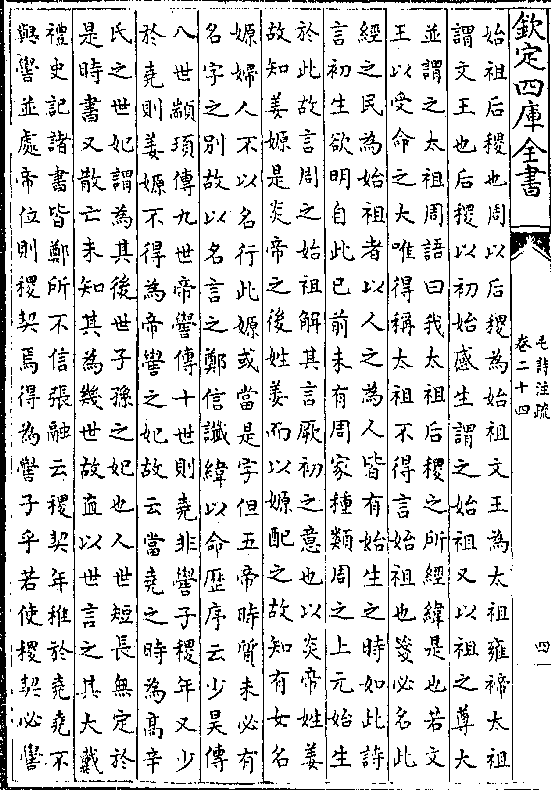 欽定四庫全書
毛詩注疏
卷二十四
四一
始祖后稷也周以后稷為始祖文王為太祖雍禘太祖
謂文王也后稷以初始感生謂之始祖又以祖之尊大
並謂之太祖周語曰我太祖后稷之所經緯是也若文
王以受命之大唯得稱太祖不得言始祖也箋必名此
經之民為始祖者以人之為人皆有始生之時如此詩
言初生欲明自此已前未有周家種類周之上元始生
於此故言周之始祖解其言厥初之意也以炎帝姓姜
故知姜嫄是炎帝之後姓姜而以嫄配之故知有女名
嫄婦人不以名行此嫄或當是字但五帝時質未必有
名字之別故以名言之鄭信讖緯以命歴序云少昊傳
八世顓頊傳九世帝嚳傳十世則堯非嚳子稷年又少
於堯則姜嫄不得為帝嚳之妃故云當堯之時為高辛
氏之世妃謂為其後世子孫之妃也人世短長無定於
是時書又散亡未知其為幾世故直以世言之其大戴
禮史記諸書皆鄭所不信張融云稷契年稚於堯堯不
與嚳並處帝位則稷契焉得為嚳子乎若使稷契必嚳